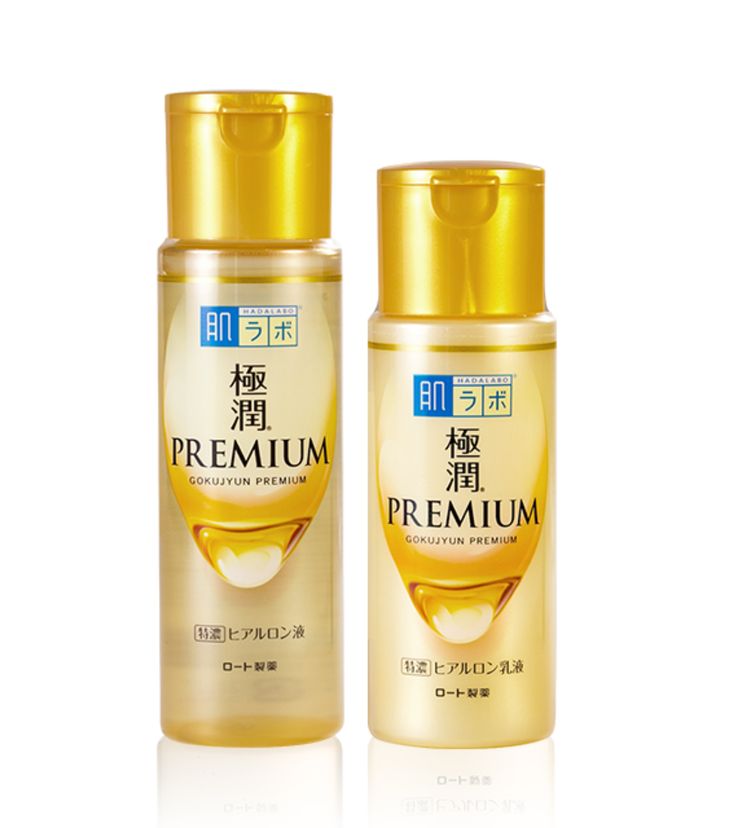 肌ラボ
HADALABO
極潤®
PREMIUM
GOKUJYUN PREMIUM
特濃 ヒアルロン液
ロート製薬
肌ラボ
HADALABO
極潤®
PREMIUM
GOKUJYUN PREMIUM
特濃 ヒアルロン乳液
ロート製薬